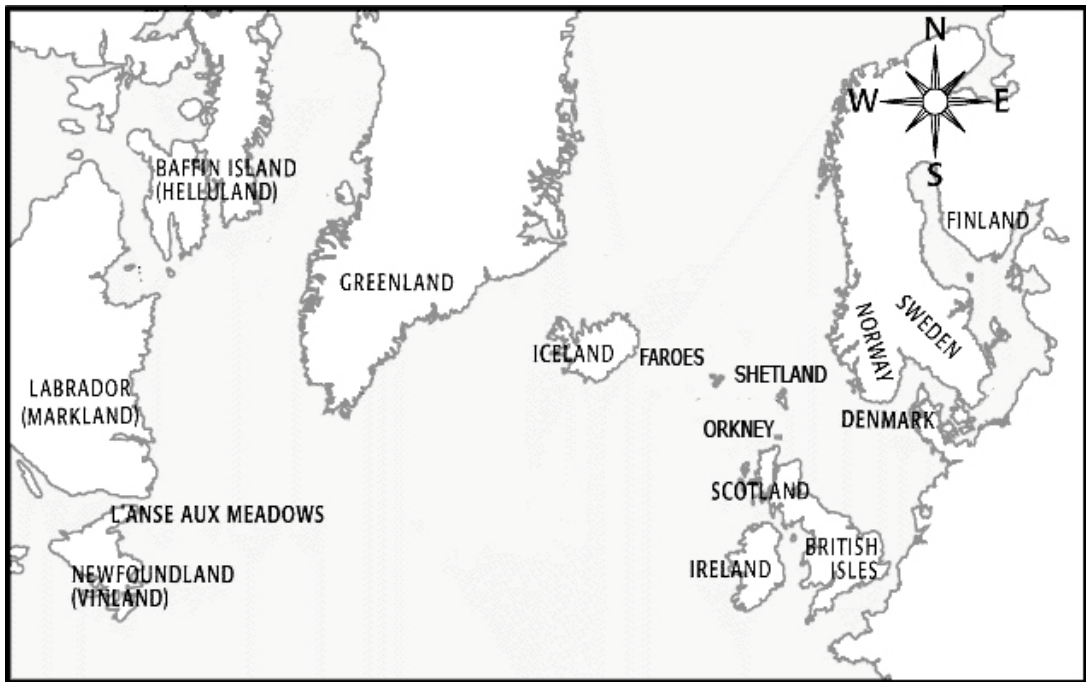 N
W
E
S
BAFFIN ISLAND
(HELLULAND)
FINLAND
GREENLAND
NORWAY
SWEDEN
ICELAND
FAROES
SHETLAND
LABRADOR
(MARKLAND)
DENMARK
ORKNEY
SCOTLAND
L'ANSE AUX MEADOWS
BRITISH
ISLES
IRELAND
NEWFOUNDLAND
(VINLAND)